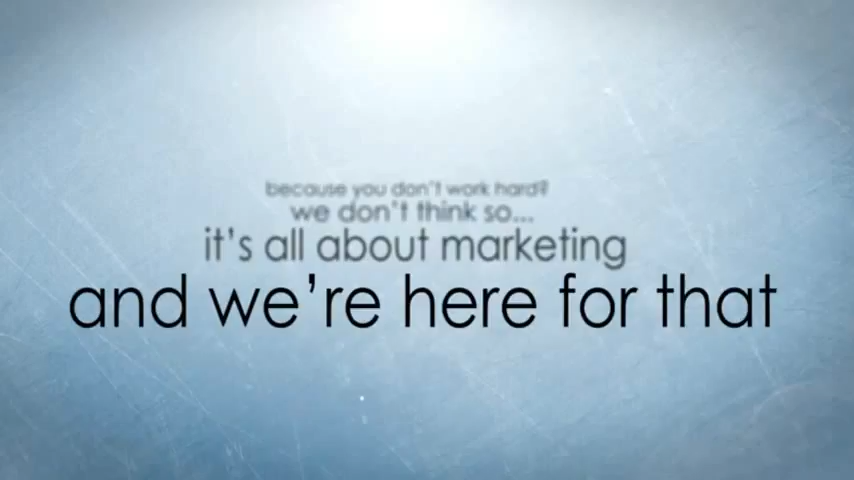 because you don't work hard?
we don't think so...
it's all about marketing
and we're here for that